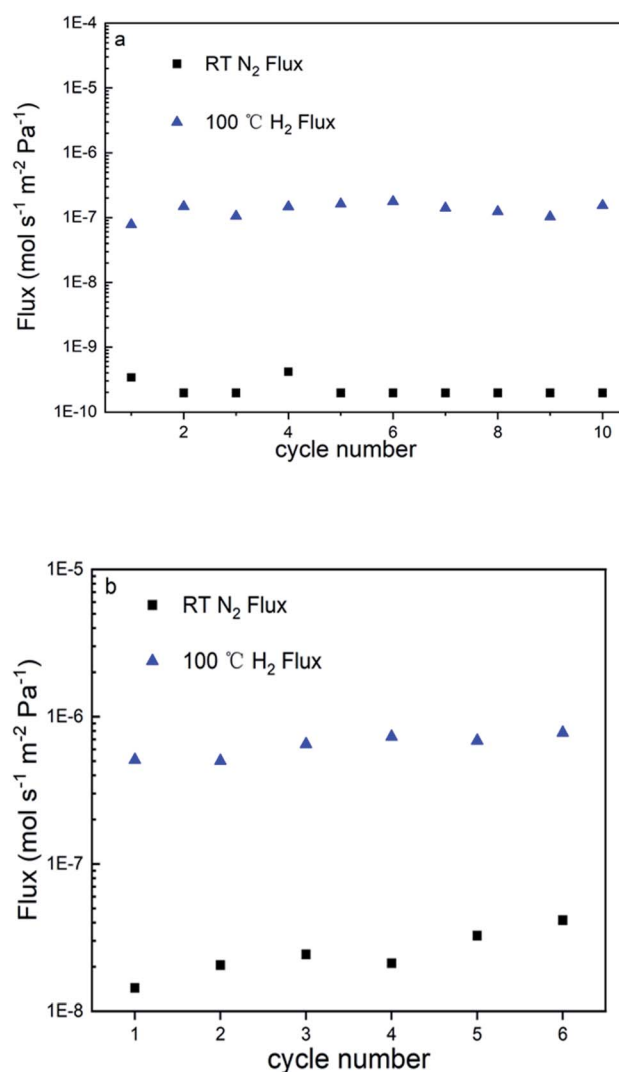 a
RT N₂ Flux
100 ℃ H₂ Flux
1E-4
1E-5
1E-6
1E-7
1E-8
1E-9
1E-10
Flux (mol s⁻¹ m⁻² Pa⁻¹)
2 4 6 8 10
cycle number
b
RT N₂ Flux
100 ℃ H₂ Flux
1E-5
1E-6
1E-7
1E-8
Flux (mol s⁻¹ m⁻² Pa⁻¹)
1 2 3 4 5 6
cycle number